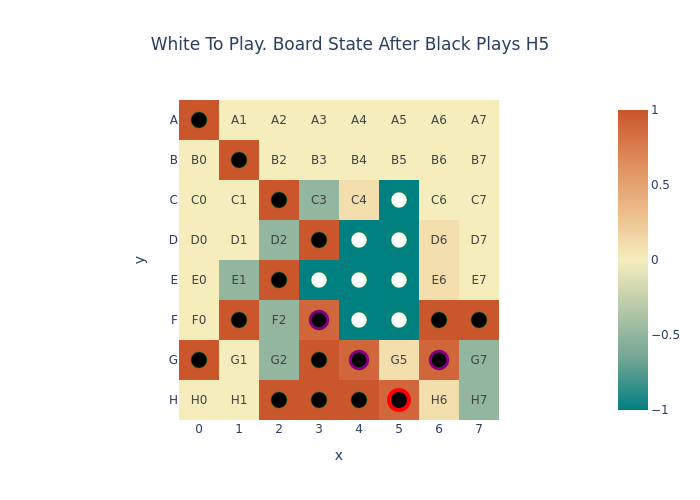 White To Play. Board State After Black Plays H5
A A1 A2 A3 A4 A5 A6 A7
B B0 B2 B3 B4 B5 B6 B7
C C0 C1 C3 C4 C6 C7
D D0 D1 D2 D6 D7
E E0 E1 E6 E7
F F0 F2
G G1 G2 G5 G7
H H0 H1 H6 H7
0 1 2 3 4 5 6 7
x
y
1
0.5
0
−0.5
−1